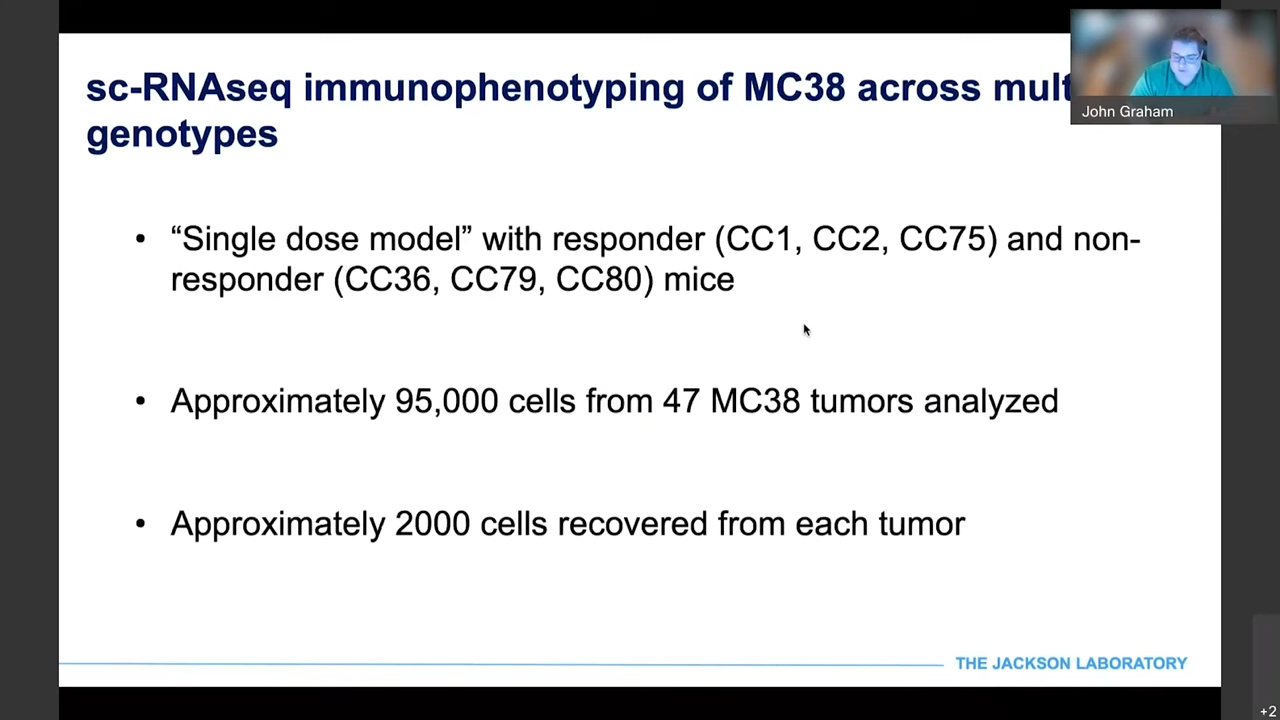 sc-RNAseq immunophenotyping of MC38 across
genotypes
John Graham
• “Single dose model” with responder (CC1, CC2, CC75) and non-
responder (CC36, CC79, CC80) mice
• Approximately 95,000 cells from 47 MC38 tumors analyzed
• Approximately 2000 cells recovered from each tumor
THE JACKSON LABORATORY
+2